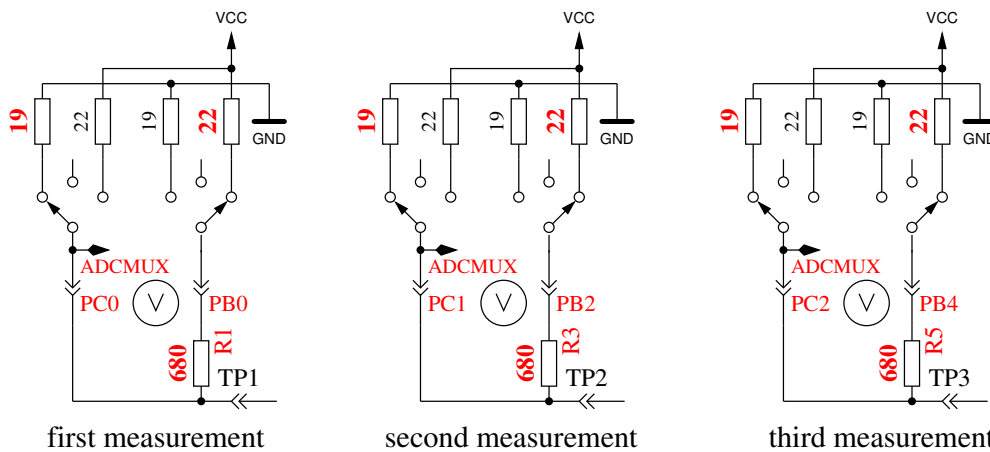 VCC
19
22
19
22
GND
ADCMUX
PC0
V
PB0
680
R1
TP1
first measurement
VCC
19
22
19
22
GND
ADCMUX
PC1
V
PB2
680
R3
TP2
second measurement
VCC
19
22
19
22
GND
ADCMUX
PC2
V
PB4
680
R5
TP3
third measurement